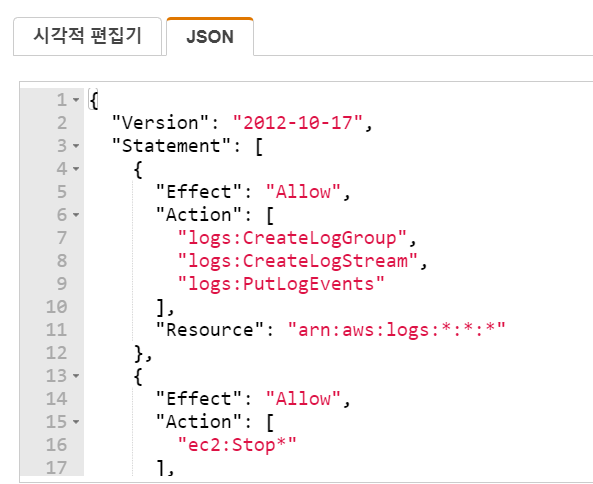 시각적 편집기
JSON
1 {
2 "Version": "2012-10-17",
3 "Statement": [
4 {
5 "Effect": "Allow",
6 "Action": [
7 "logs:CreateLogGroup",
8 "logs:CreateLogStream",
9 "logs:PutLogEvents"
10 ],
11 "Resource": "arn:aws:logs:*:*:*"
12 },
13 {
14 "Effect": "Allow",
15 "Action": [
16 "ec2:Stop*"
17 ],